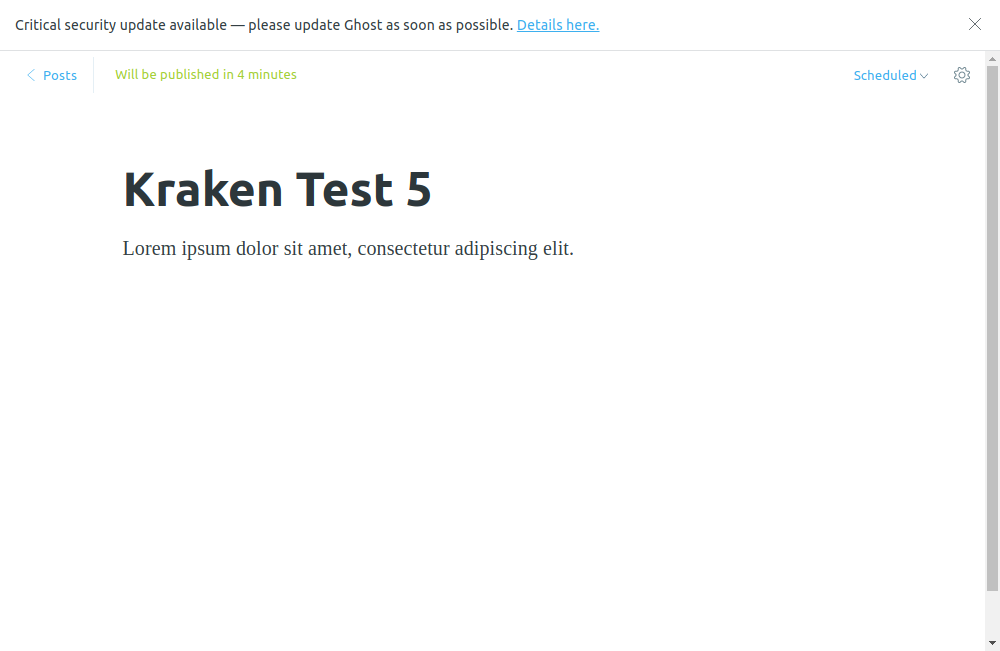 Critical security update available — please update Ghost as soon as possible. Details here.
Posts
Will be published in 4 minutes
Scheduled
Kraken Test 5
Lorem ipsum dolor sit amet, consectetur adipiscing elit.